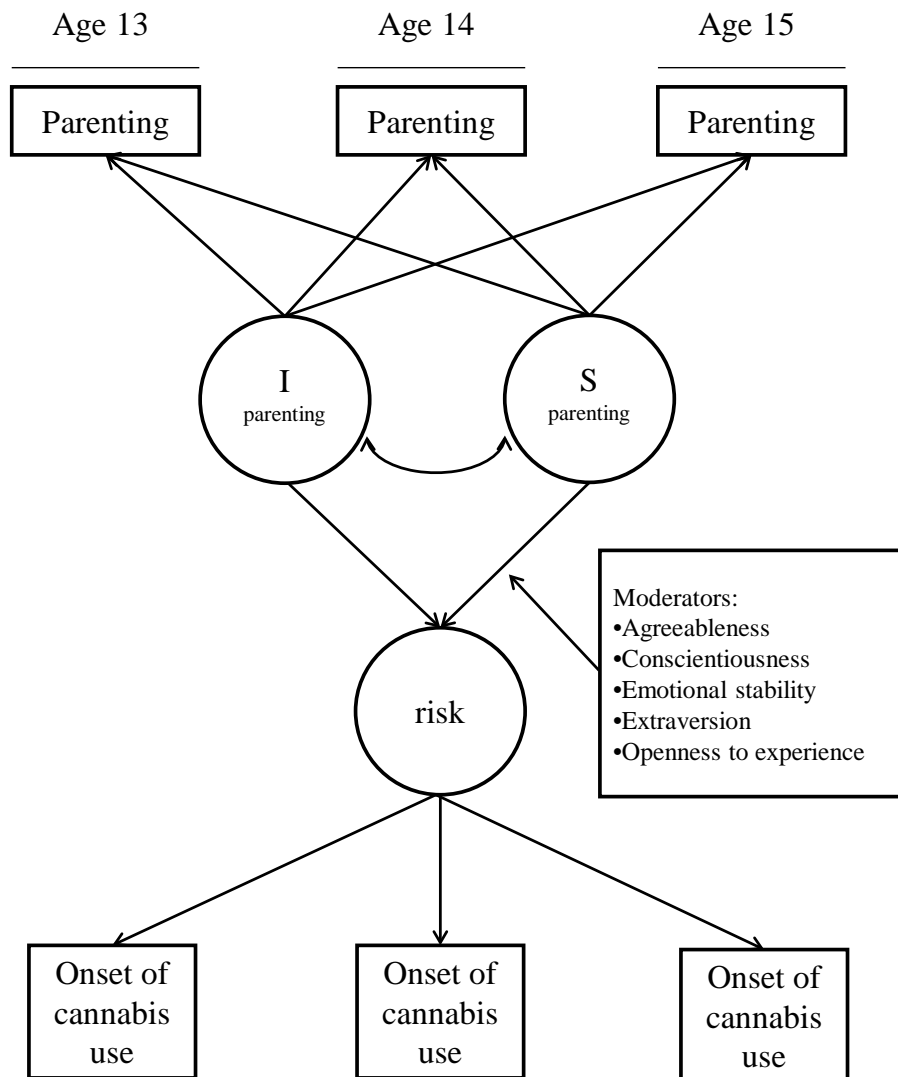 Age 13
Age 14
Age 15
Parenting
Parenting
Parenting
I
parenting
S
parenting
Moderators:
•Agreeableness
•Conscientiousness
•Emotional stability
•Extraversion
•Openness to experience
risk
Onset of
cannabis
use
Onset of
cannabis
use
Onset of
cannabis
use